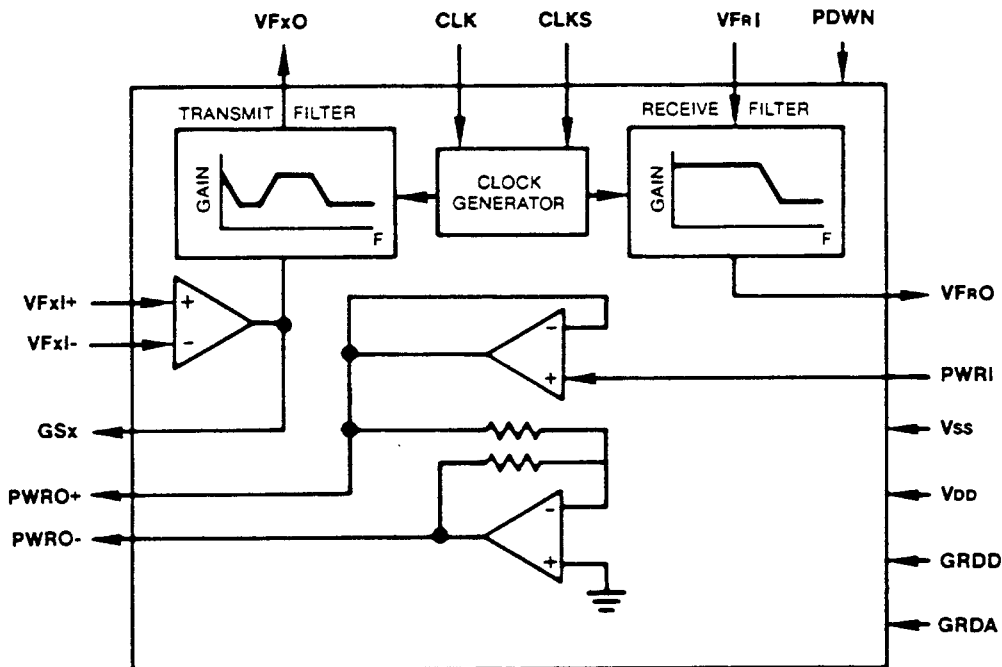 VFxO CLK CLKS VFRI PDWN
TRANSMIT FILTER
RECEIVE FILTER
GAIN
F
CLOCK
GENERATOR
GAIN
F
VFxI+
+
VFxI-
-
VFRO
-
+
PWRI
GSx
VSS
PWRO+
VDD
-
PWRO-
+
GRDD
GRDA